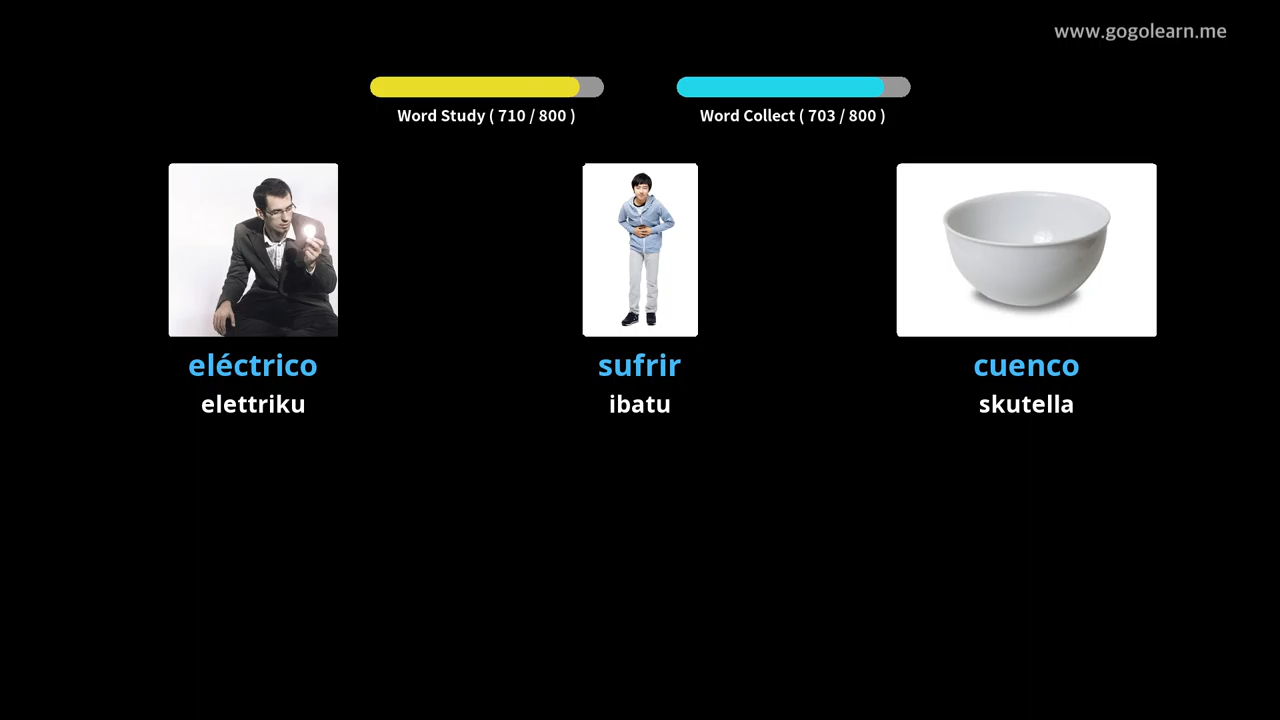 www.gogolearn.me
Word Study ( 710 / 800 )
Word Collect ( 703 / 800 )
eléctrico
elettriku
sufrir
ibatu
cuenco
skutella